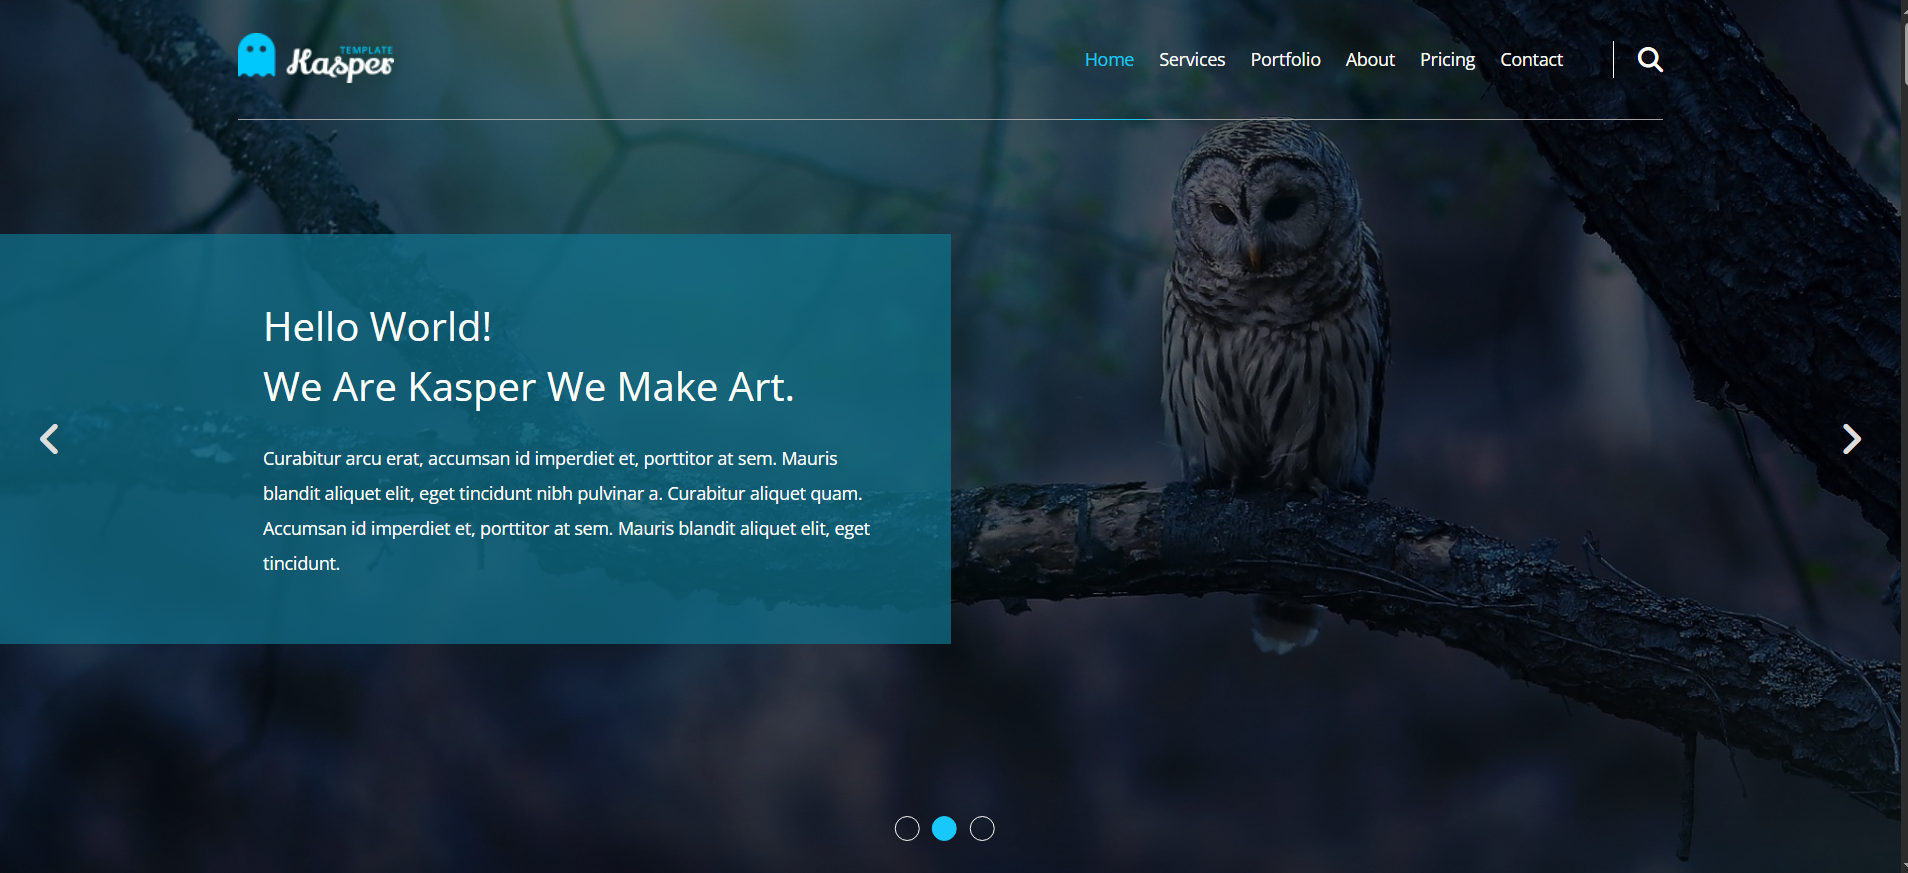 TEMPLATE
Kasper
Home Services Portfolio About Pricing Contact
Hello World!
We Are Kasper We Make Art.
Curabitur arcu erat, accumsan id imperdiet et, porttitor at sem. Mauris
blandit aliquet elit, eget tincidunt nibh pulvinar a. Curabitur aliquet quam.
Accumsan id imperdiet et, porttitor at sem. Mauris blandit aliquet elit, eget
tincidunt.